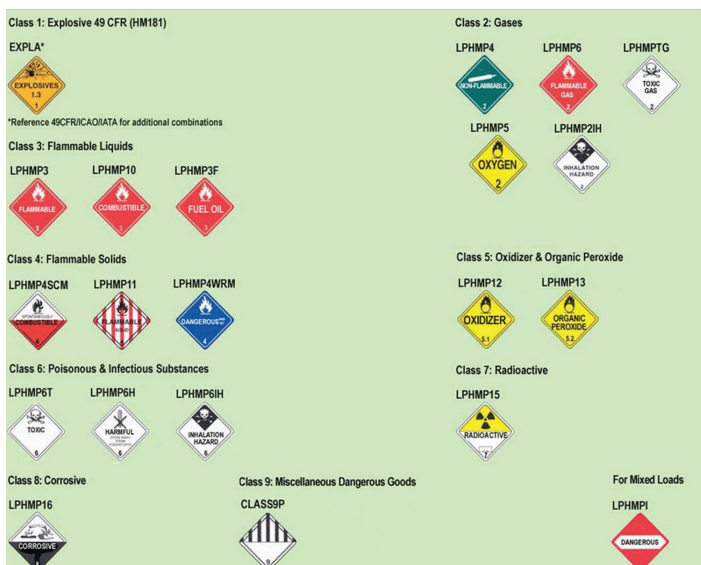 Class 1: Explosive 49 CFR (HM181)
EXPLA*
EXPLOSIVES
1.3
1
*Reference 49CFR/ICAO/IATA for additional combinations
Class 2: Gases
LPHMP4 LPHMP6 LPHMPTG
NON-FLAMMABLE
2
FLAMMABLE
GAS
2
TOXIC
GAS
2
LPHMP5 LPHMP2IH
OXYGEN
2
INHALATION
HAZARD
2
Class 3: Flammable Liquids
LPHMP3 LPHMP10 LPHMP3F
FLAMMABLE
3
COMBUSTIBLE
3
FUEL OIL
3
Class 4: Flammable Solids
LPHMP4SCM LPHMP11 LPHMP4WRM
SPONTANEOUSLY
COMBUSTIBLE
4
FLAMMABLE
SOLID
DANGEROUS
4
Class 5: Oxidizer & Organic Peroxide
LPHMP12 LPHMP13
OXIDIZER
5.1
ORGANIC
PEROXIDE
5.2
Class 6: Poisonous & Infectious Substances
LPHMP6T LPHMP6H LPHMP6IH
TOXIC
6
HARMFUL
6
INHALATION
HAZARD
6
Class 7: Radioactive
LPHMP15
RADIOACTIVE
7
Class 8: Corrosive
LPHMP16
CORROSIVE
Class 9: Miscellaneous Dangerous Goods
CLASS9P
9
For Mixed Loads
LPHMPI
DANGEROUS